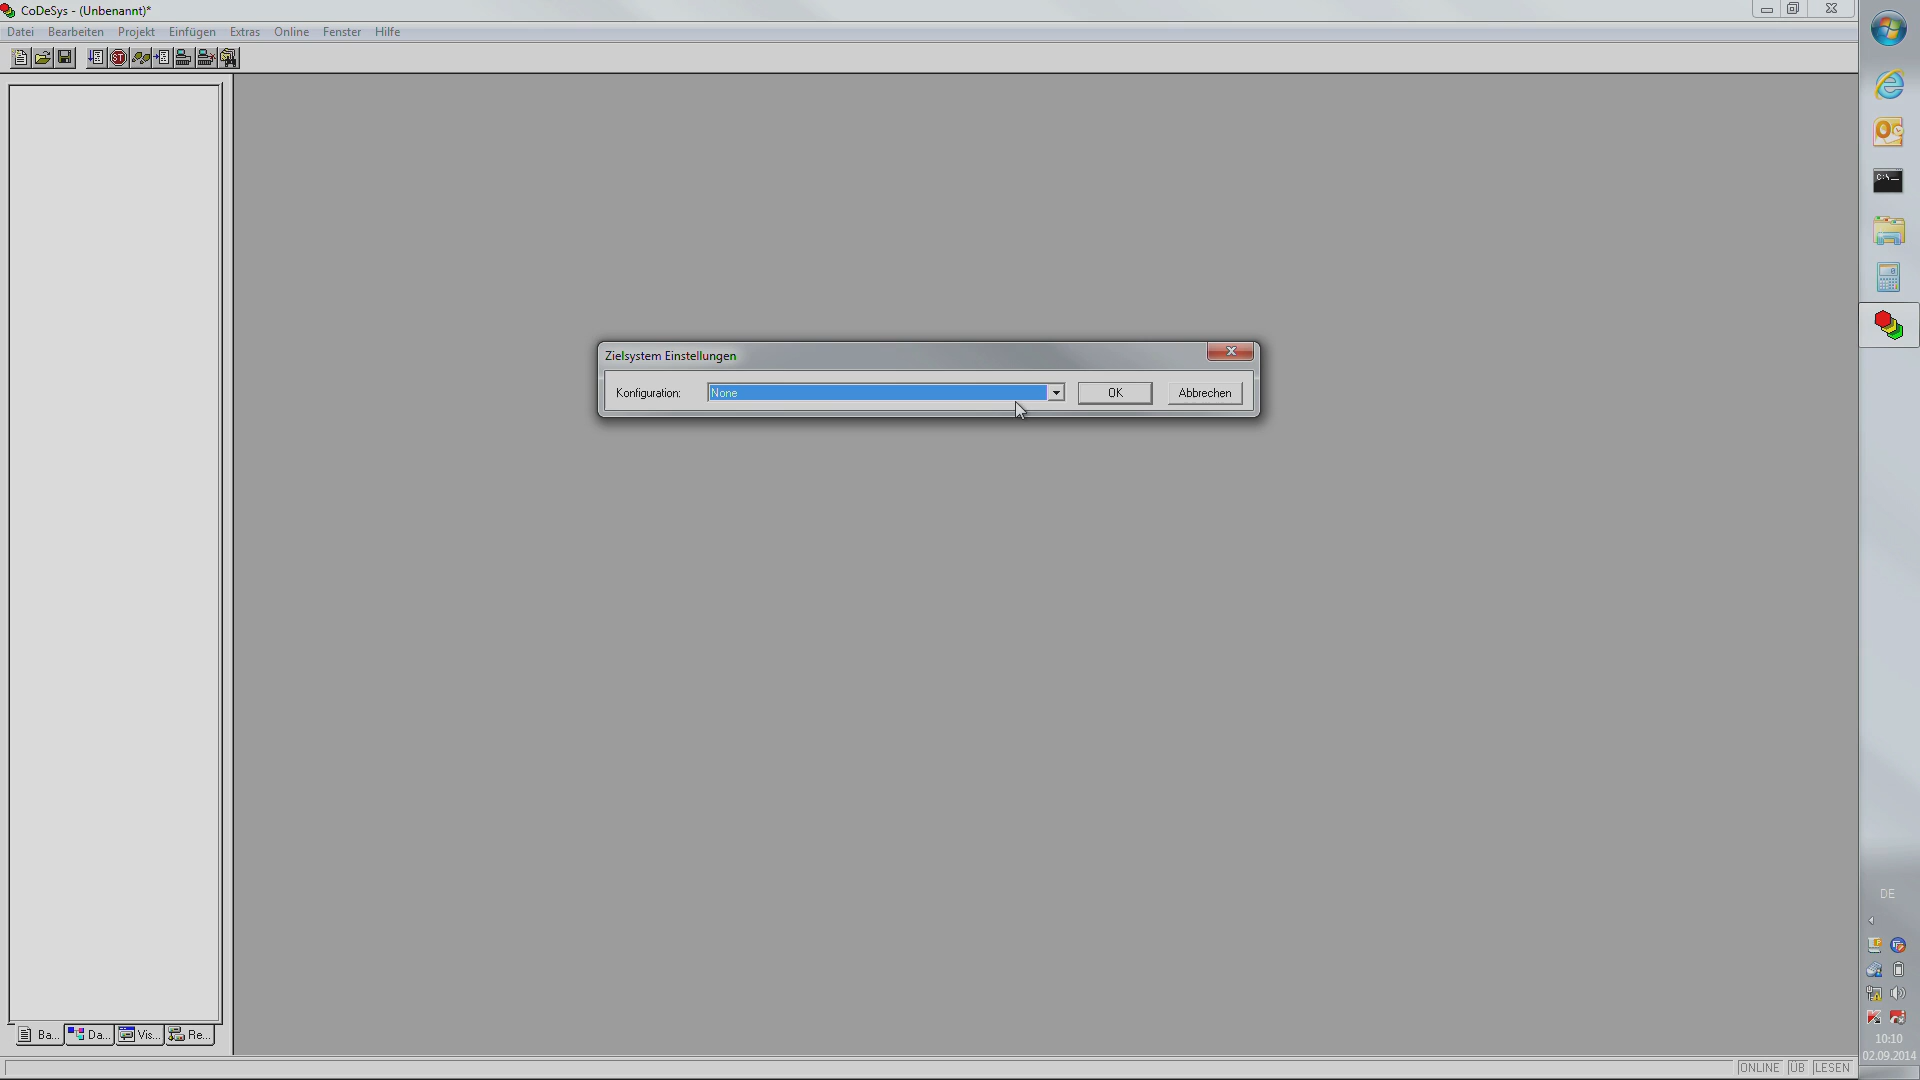 CoDeSys - (Unbenannt)*
Datei Bearbeiten Projekt Einfügen Extras Online Fenster Hilfe
ST
Zielsystem Einstellungen
Konfiguration: None OK Abbrechen
Ba... Da... Vis... Re...
ONLINE ÜB LESEN
C:\
DE
10:10
02.09.2014